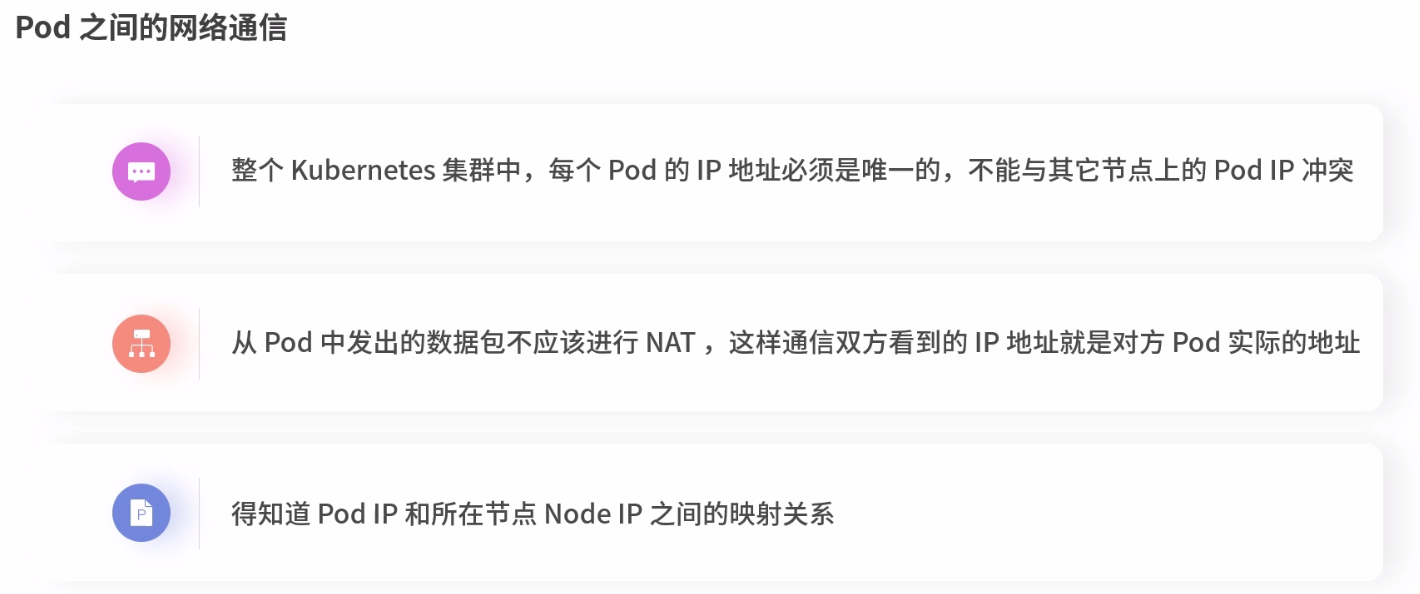 Pod 之间的网络通信
整个 Kubernetes 集群中，每个 Pod 的 IP 地址必须是唯一的，不能与其它节点上的 Pod IP 冲突
从 Pod 中发出的数据包不应该进行 NAT ，这样通信双方看到的 IP 地址就是对方 Pod 实际的地址
P
得知道 Pod IP 和所在节点 Node IP 之间的映射关系